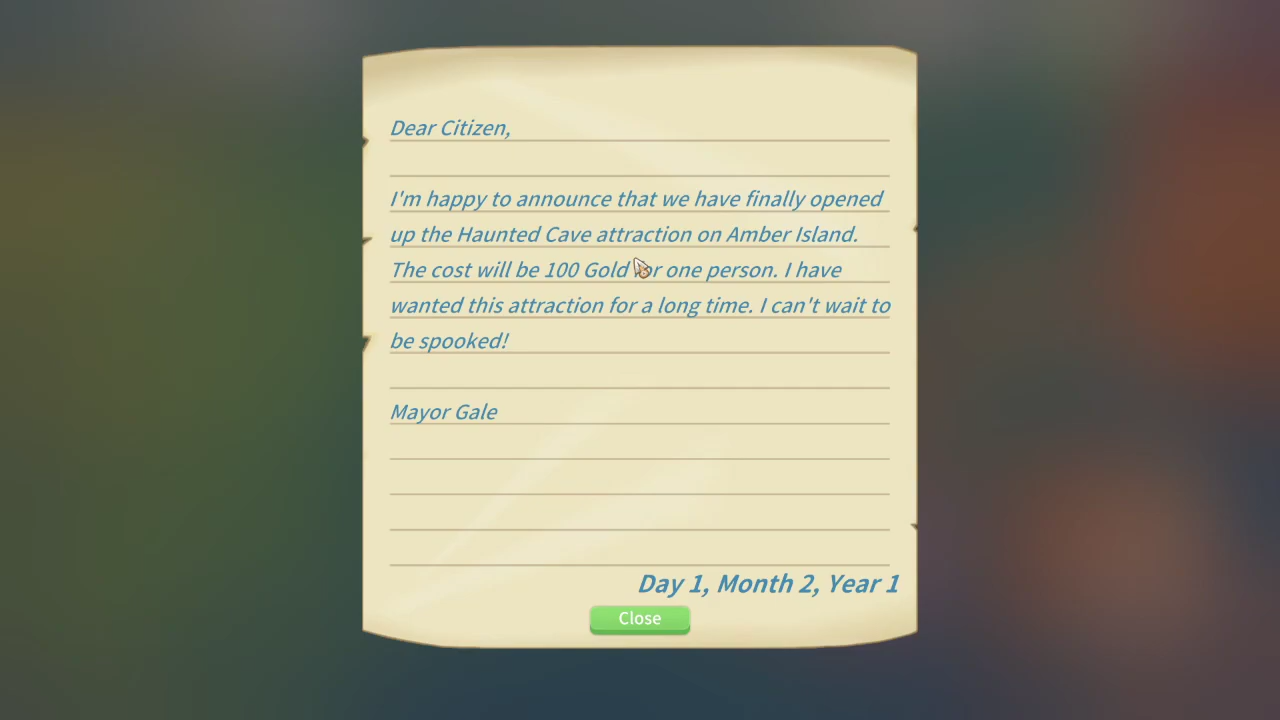 Dear Citizen,
I'm happy to announce that we have finally opened
up the Haunted Cave attraction on Amber Island.
The cost will be 100 Gold for one person. I have
wanted this attraction for a long time. I can't wait to
be spooked!
Mayor Gale
Day 1, Month 2, Year 1
Close